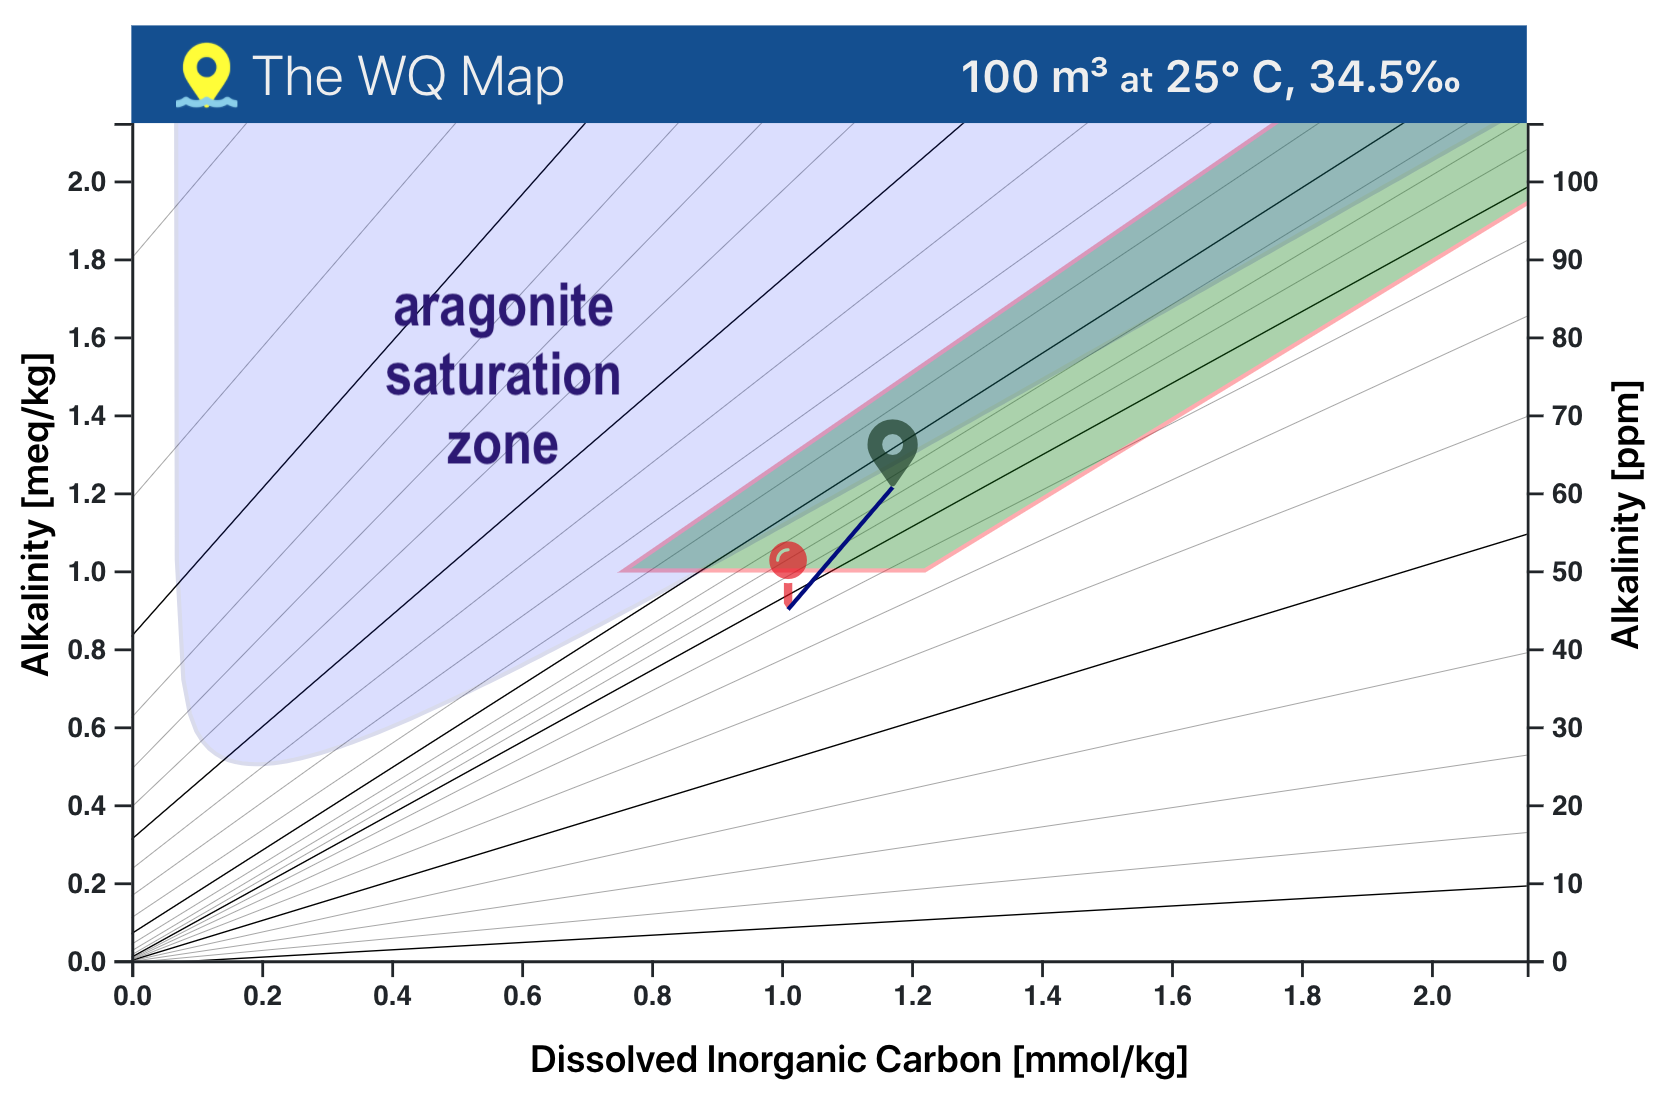 The WQ Map
100 m³ at 25° C, 34.5‰
2.0
1.8
1.6
1.4
1.2
1.0
0.8
0.6
0.4
0.2
0.0
Alkalinity [meq/kg]
aragonite
saturation
zone
100
90
80
70
60
50
40
30
20
10
0
Alkalinity [ppm]
0.0 0.2 0.4 0.6 0.8 1.0 1.2 1.4 1.6 1.8 2.0
Dissolved Inorganic Carbon [mmol/kg]